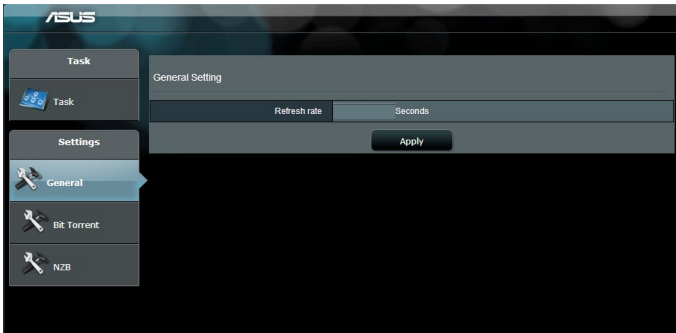 ASUS
Task
Task
Settings
General
Bit Torrent
NZB
General Setting
Refresh rate Seconds
Apply